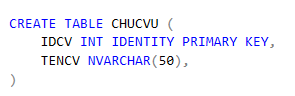 CREATE TABLE CHUCVU (
IDCV INT IDENTITY PRIMARY KEY,
TENCV NVARCHAR(50),
)